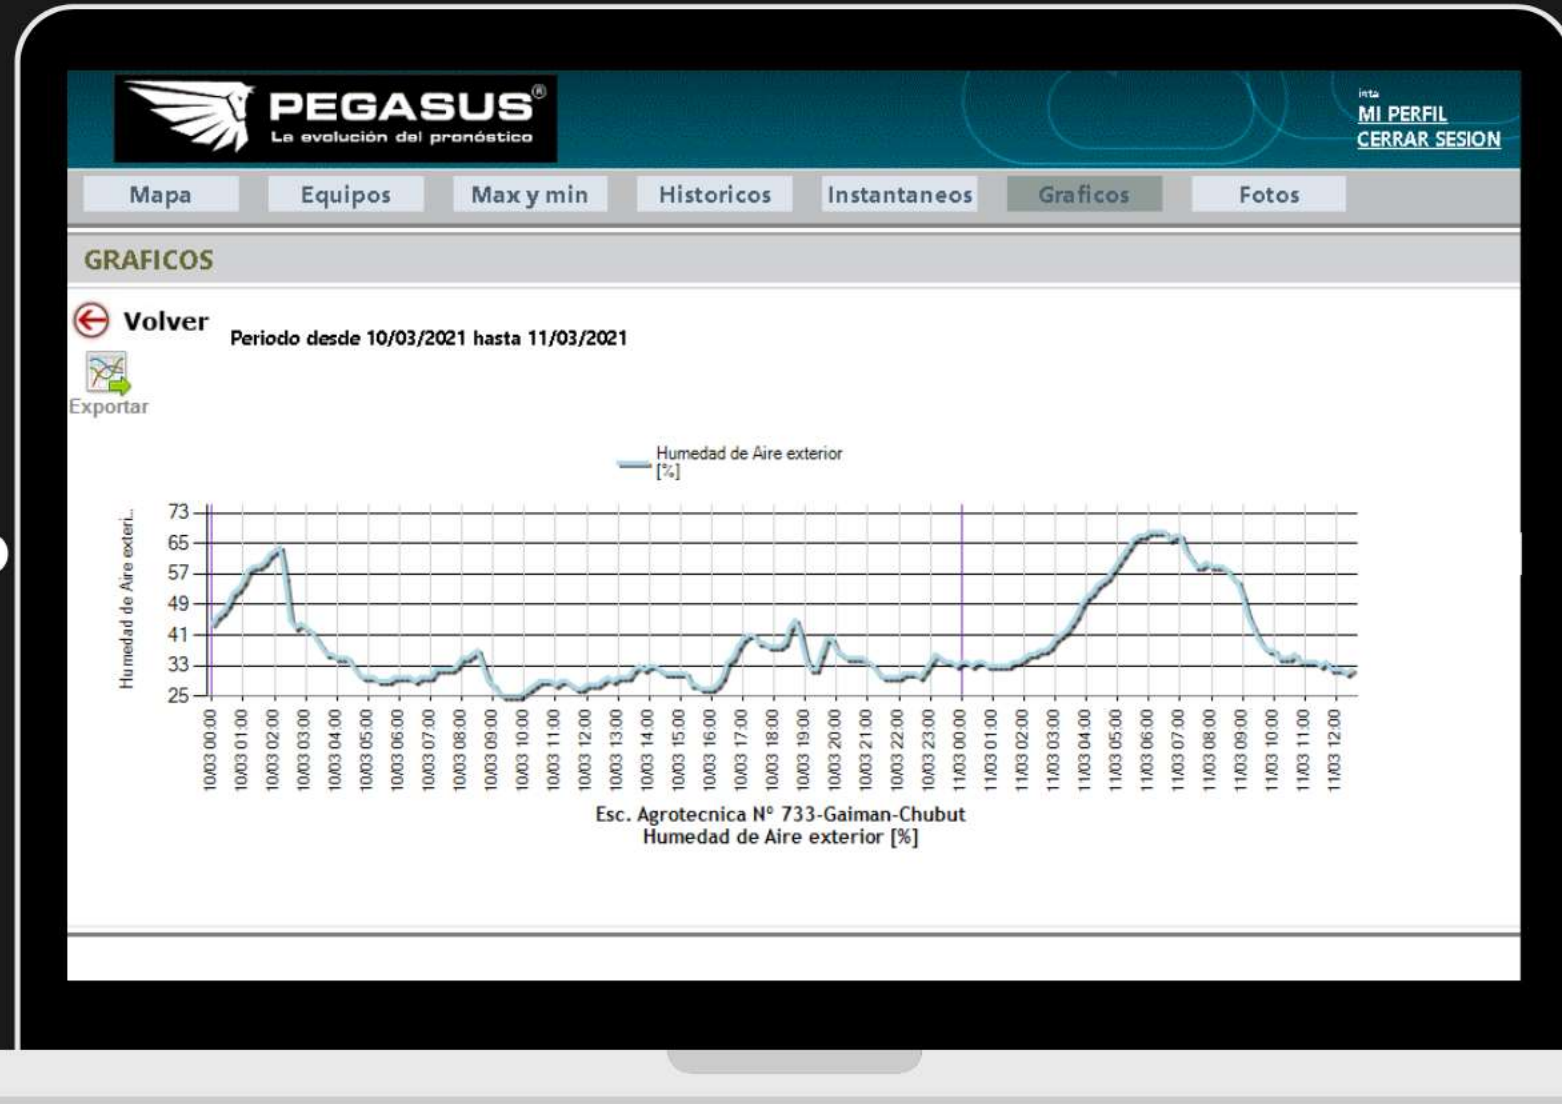 PEGASUS®
La evolución del pronóstico
inta
MI PERFIL
CERRAR SESION
Mapa
Equipos
Max y min
Historicos
Instantaneos
Graficos
Fotos
GRAFICOS
Volver
Periodo desde 10/03/2021 hasta 11/03/2021
Exportar
Humedad de Aire exterior
[%]
Humedad de Aire exteri...
73
65
57
49
41
33
25
10/03 00:00
10/03 01:00
10/03 02:00
10/03 03:00
10/03 04:00
10/03 05:00
10/03 06:00
10/03 07:00
10/03 08:00
10/03 09:00
10/03 10:00
10/03 11:00
10/03 12:00
10/03 13:00
10/03 14:00
10/03 15:00
10/03 16:00
10/03 17:00
10/03 18:00
10/03 19:00
10/03 20:00
10/03 21:00
10/03 22:00
10/03 23:00
11/03 00:00
11/03 01:00
11/03 02:00
11/03 03:00
11/03 04:00
11/03 05:00
11/03 06:00
11/03 07:00
11/03 08:00
11/03 09:00
11/03 10:00
11/03 11:00
11/03 12:00
Esc. Agrotecnica Nº 733-Gaiman-Chubut
Humedad de Aire exterior [%]